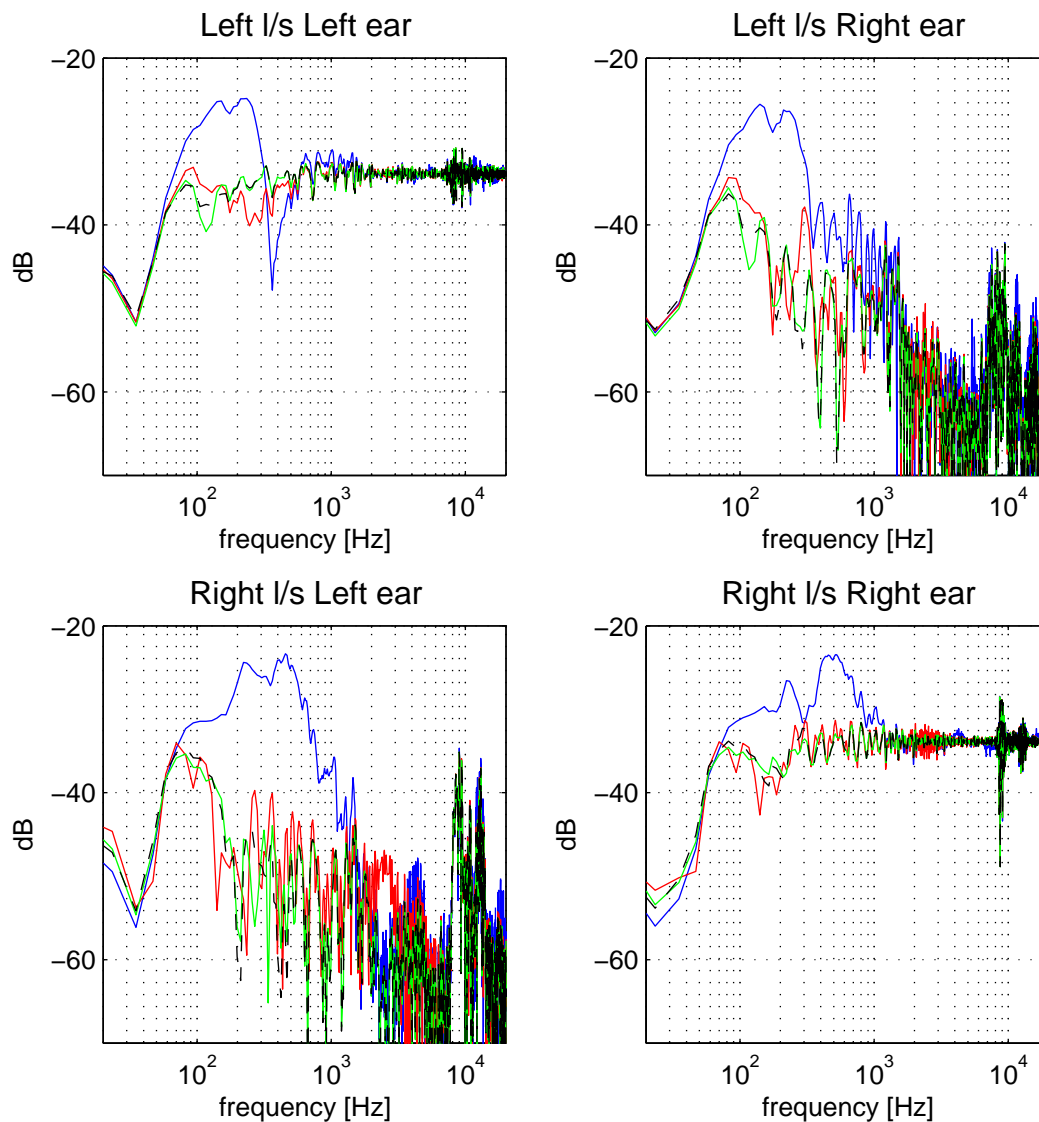 Left l/s Left ear
−20
−40
−60
dB
10^2
10^3
10^4
frequency [Hz]
Left l/s Right ear
−20
−40
−60
dB
10^2
10^3
10^4
frequency [Hz]
Right l/s Left ear
−20
−40
−60
dB
10^2
10^3
10^4
frequency [Hz]
Right l/s Right ear
−20
−40
−60
dB
10^2
10^3
10^4
frequency [Hz]